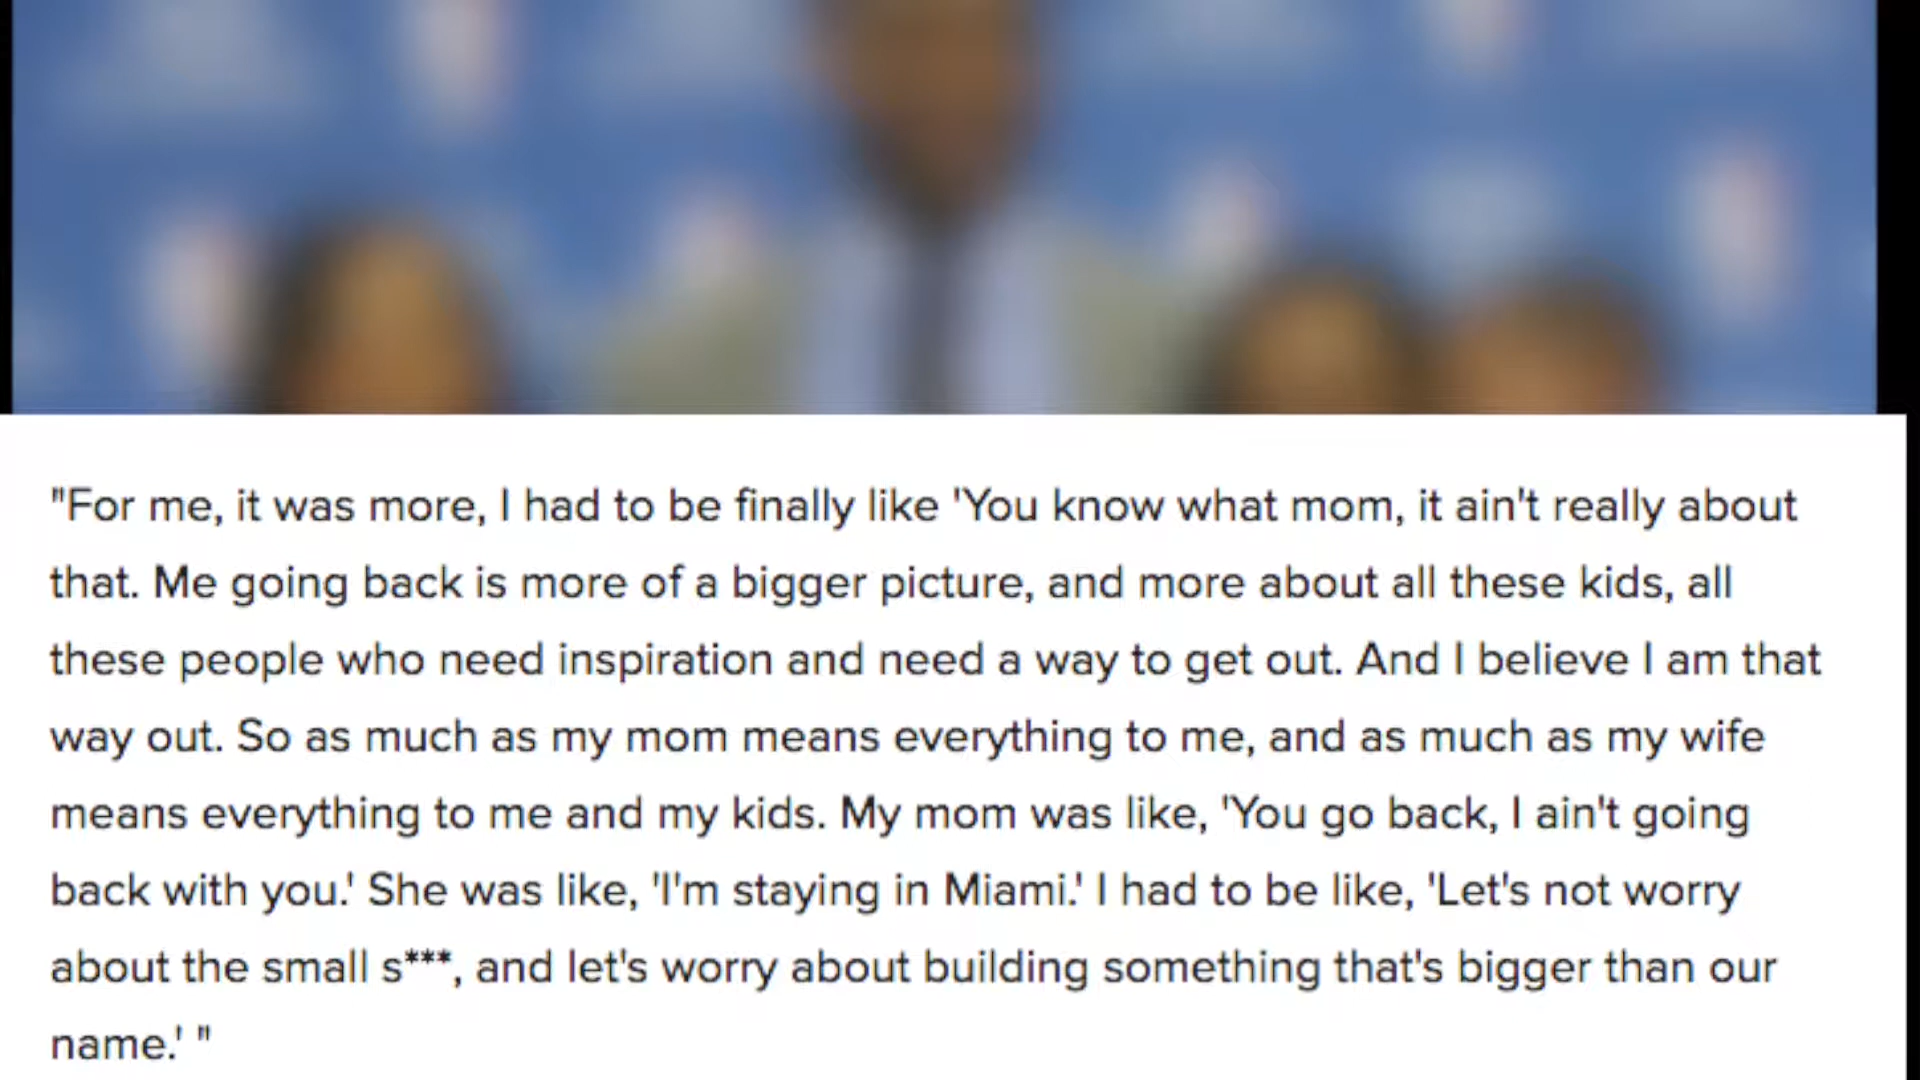 "For me, it was more, I had to be finally like 'You know what mom, it ain't really about
that. Me going back is more of a bigger picture, and more about all these kids, all
these people who need inspiration and need a way to get out. And I believe I am that
way out. So as much as my mom means everything to me, and as much as my wife
means everything to me and my kids. My mom was like, 'You go back, I ain't going
back with you.' She was like, 'I'm staying in Miami.' I had to be like, 'Let's not worry
about the small s***, and let's worry about building something that's bigger than our
name.' "